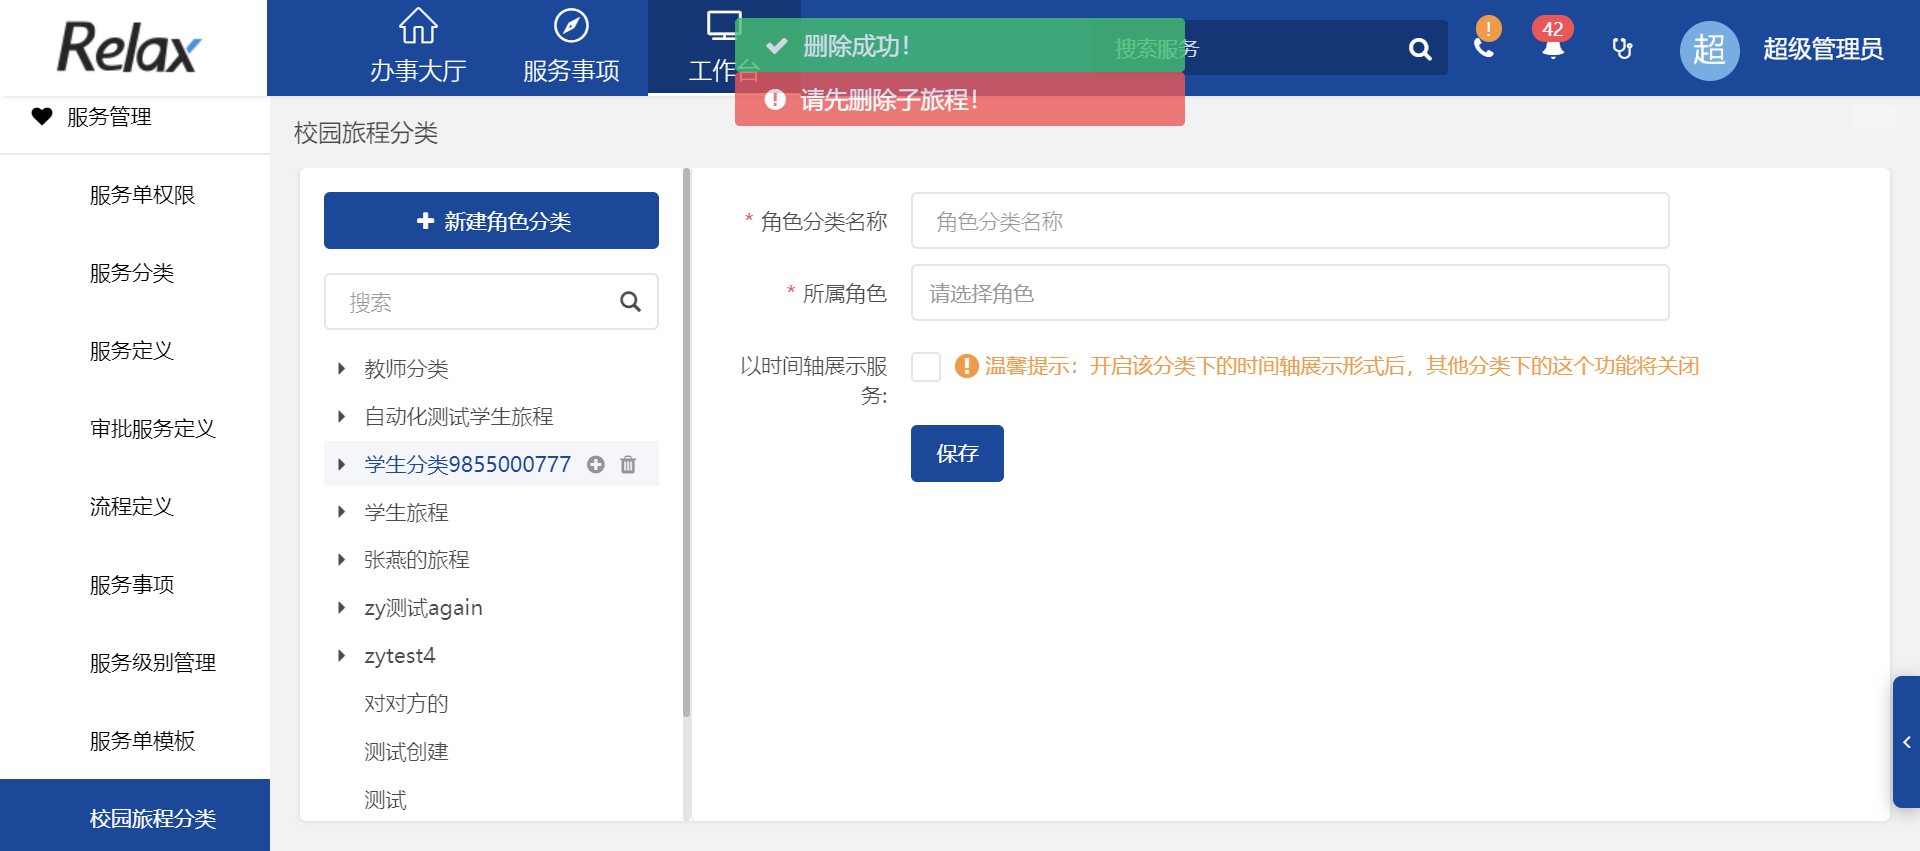 Relax
办事大厅
服务事项
工作台
删除成功！
请先删除子旅程！
搜索服务
!
42
超
超级管理员
服务管理
服务单权限
服务分类
服务定义
审批服务定义
流程定义
服务事项
服务级别管理
服务单模板
校园旅程分类
校园旅程分类
新建角色分类
搜索
教师分类
自动化测试学生旅程
学生分类9855000777
学生旅程
张燕的旅程
zy测试again
zytest4
对对方的
测试创建
测试
* 角色分类名称
角色分类名称
* 所属角色
请选择角色
以时间轴展示服
务:
温馨提示：开启该分类下的时间轴展示形式后，其他分类下的这个功能将关闭
保存